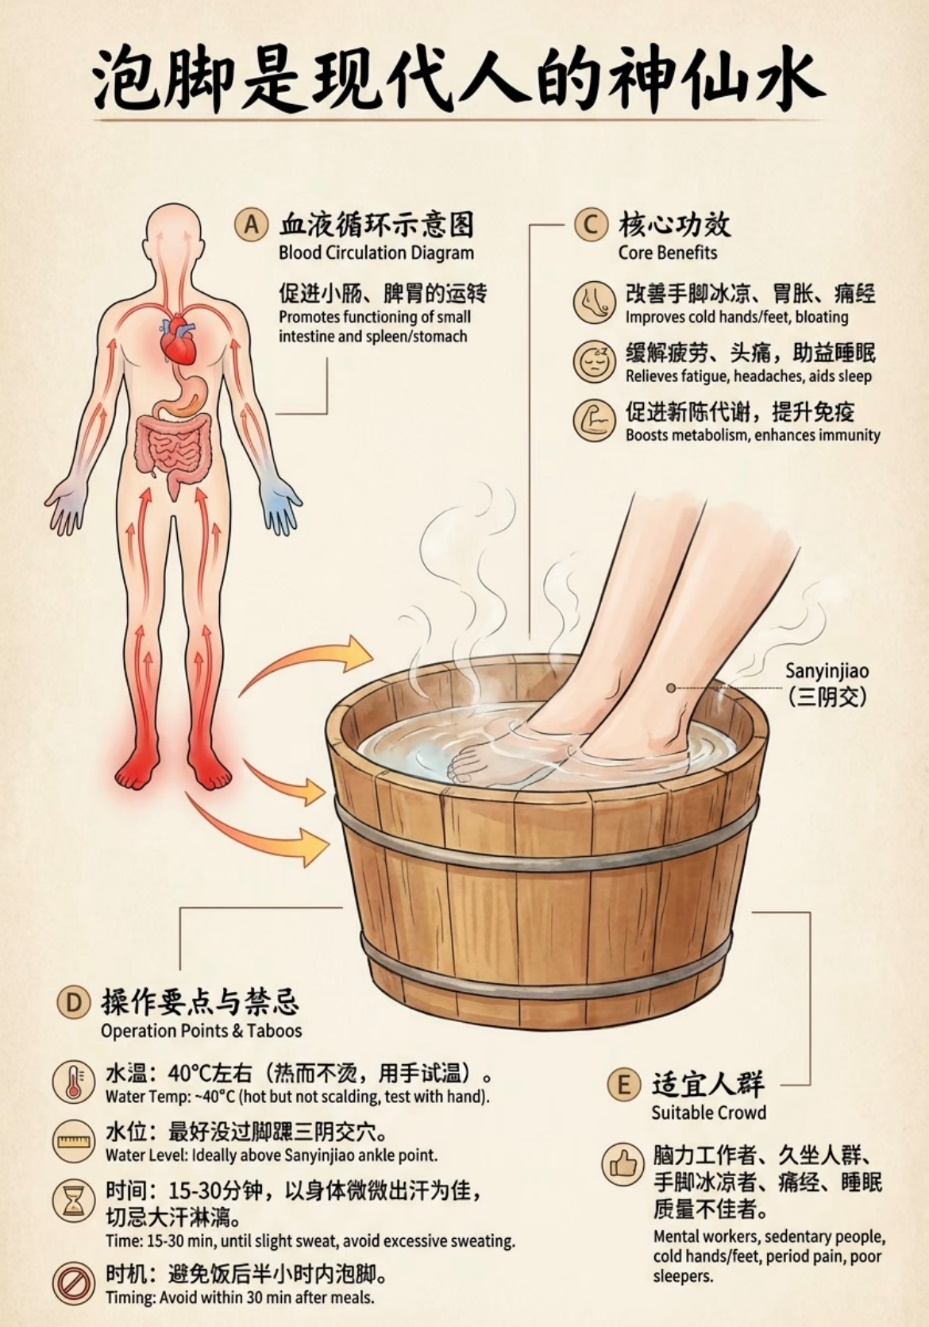 泡脚是现代人的神仙水
A 血液循环示意图
Blood Circulation Diagram
促进小肠、脾胃的运转
Promotes functioning of small
intestine and spleen/stomach
C 核心功效
Core Benefits
改善手脚冰凉、胃胀、痛经
Improves cold hands/feet, bloating
缓解疲劳、头痛，助益睡眠
Relieves fatigue, headaches, aids sleep
促进新陈代谢，提升免疫
Boosts metabolism, enhances immunity
Sanyinjiao
（三阴交）
D 操作要点与禁忌
Operation Points & Taboos
水温：40°C左右（热而不烫，用手试温）。
Water Temp: ~40°C (hot but not scalding, test with hand).
水位：最好没过脚踝三阴交穴。
Water Level: Ideally above Sanyinjiao ankle point.
时间：15-30分钟，以身体微微出汗为佳，
切忌大汗淋漓。
Time: 15-30 min, until slight sweat, avoid excessive sweating.
时机：避免饭后半小时内泡脚。
Timing: Avoid within 30 min after meals.
E 适宜人群
Suitable Crowd
脑力工作者、久坐人群、
手脚冰凉者、痛经、睡眠
质量不佳者。
Mental workers, sedentary people,
cold hands/feet, period pain, poor
sleepers.